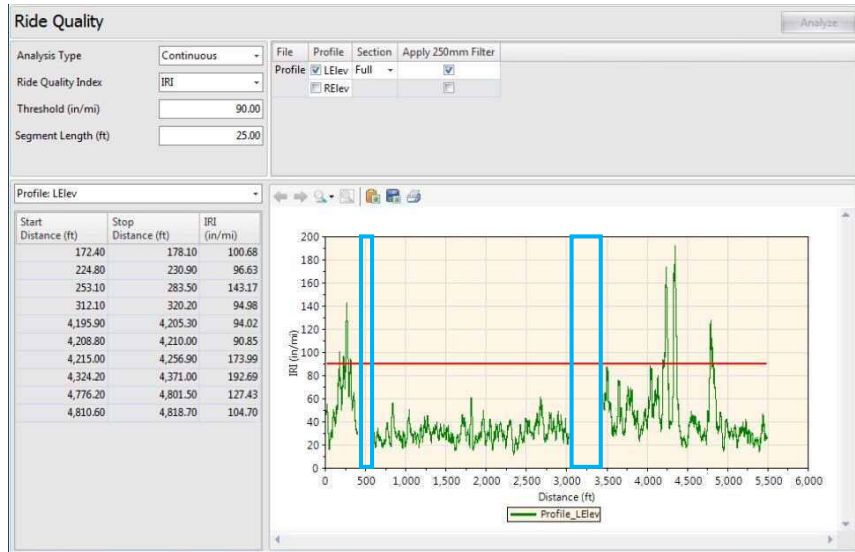 Ride Quality
Analyze
Analysis Type Continuous
Ride Quality Index IRI
Threshold (in/mi) 90.00
Segment Length (ft) 25.00
File Profile Section Apply 250mm Filter
Profile LElev Full
RElev
Profile: LElev
Start Distance (ft) Stop Distance (ft) IRI (in/mi)
172.40 178.10 100.68
224.80 230.90 96.63
253.10 283.50 143.17
312.10 320.20 94.98
4,195.90 4,205.30 94.02
4,208.80 4,210.00 90.85
4,215.00 4,256.90 173.99
4,324.20 4,371.00 192.69
4,776.20 4,801.50 127.43
4,810.60 4,818.70 104.70
IRI (in/mi)
200
180
160
140
120
100
80
60
40
20
0
0 500 1,000 1,500 2,000 2,500 3,000 3,500 4,000 4,500 5,000 5,500 6,000
Distance (ft)
Profile_LElev